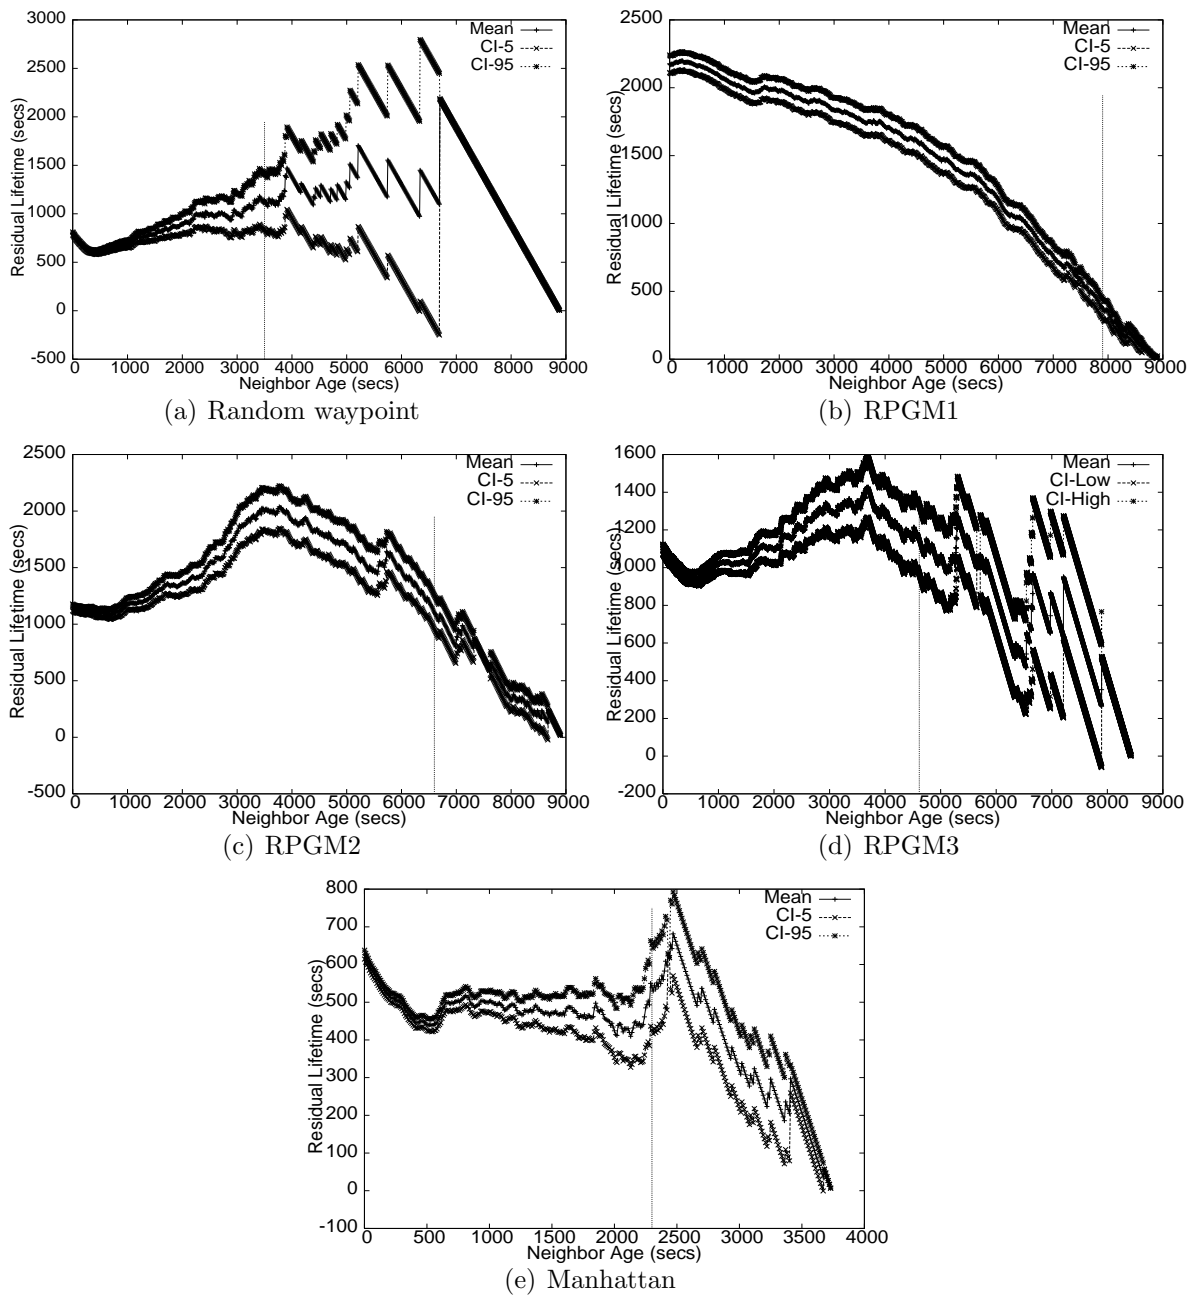 3000
2500
2000
1500
1000
500
0
-500
Residual Lifetime (secs)
Mean
CI-5
CI-95
0 1000 2000 3000 4000 5000 6000 7000 8000 9000
Neighbor Age (secs)
(a) Random waypoint
2500
2000
1500
1000
500
0
Residual Lifetime (secs)
Mean
CI-5
CI-95
0 1000 2000 3000 4000 5000 6000 7000 8000 9000
Neighbor Age (secs)
(b) RPGM1
2500
2000
1500
1000
500
0
-500
Residual Lifetime (secs)
Mean
CI-5
CI-95
0 1000 2000 3000 4000 5000 6000 7000 8000 9000
Neighbor Age (secs)
(c) RPGM2
1600
1400
1200
1000
800
600
400
200
0
-200
Residual Lifetime (secs)
Mean
CI-Low
CI-High
0 1000 2000 3000 4000 5000 6000 7000 8000 9000
Neighbor Age (secs)
(d) RPGM3
800
700
600
500
400
300
200
100
0
-100
Residual Lifetime (secs)
Mean
CI-5
CI-95
0 500 1000 1500 2000 2500 3000 3500 4000
Neighbor Age (secs)
(e) Manhattan